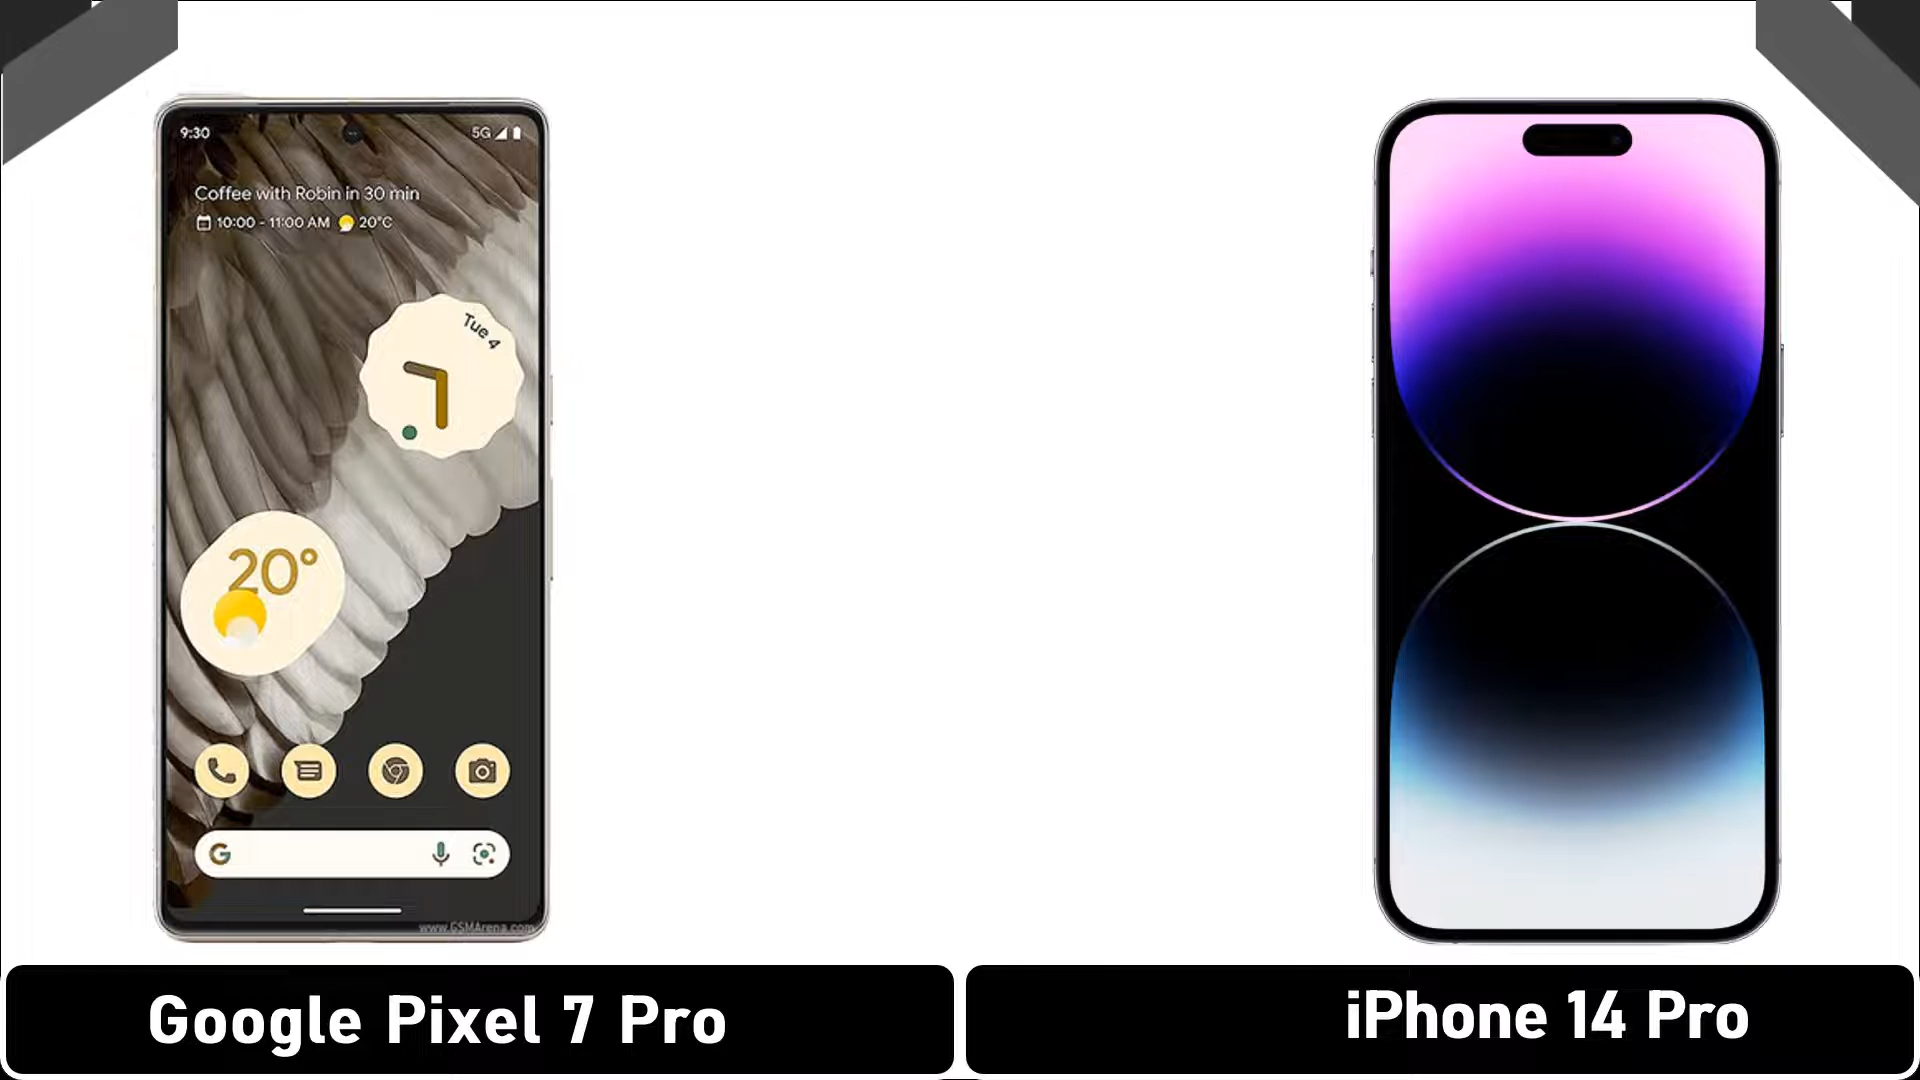 9:30
5G
Coffee with Robin in 30 min
10:00 - 11:00 AM 20°C
Tue 4
20°
G
www.GSMArena.com
Google Pixel 7 Pro
iPhone 14 Pro